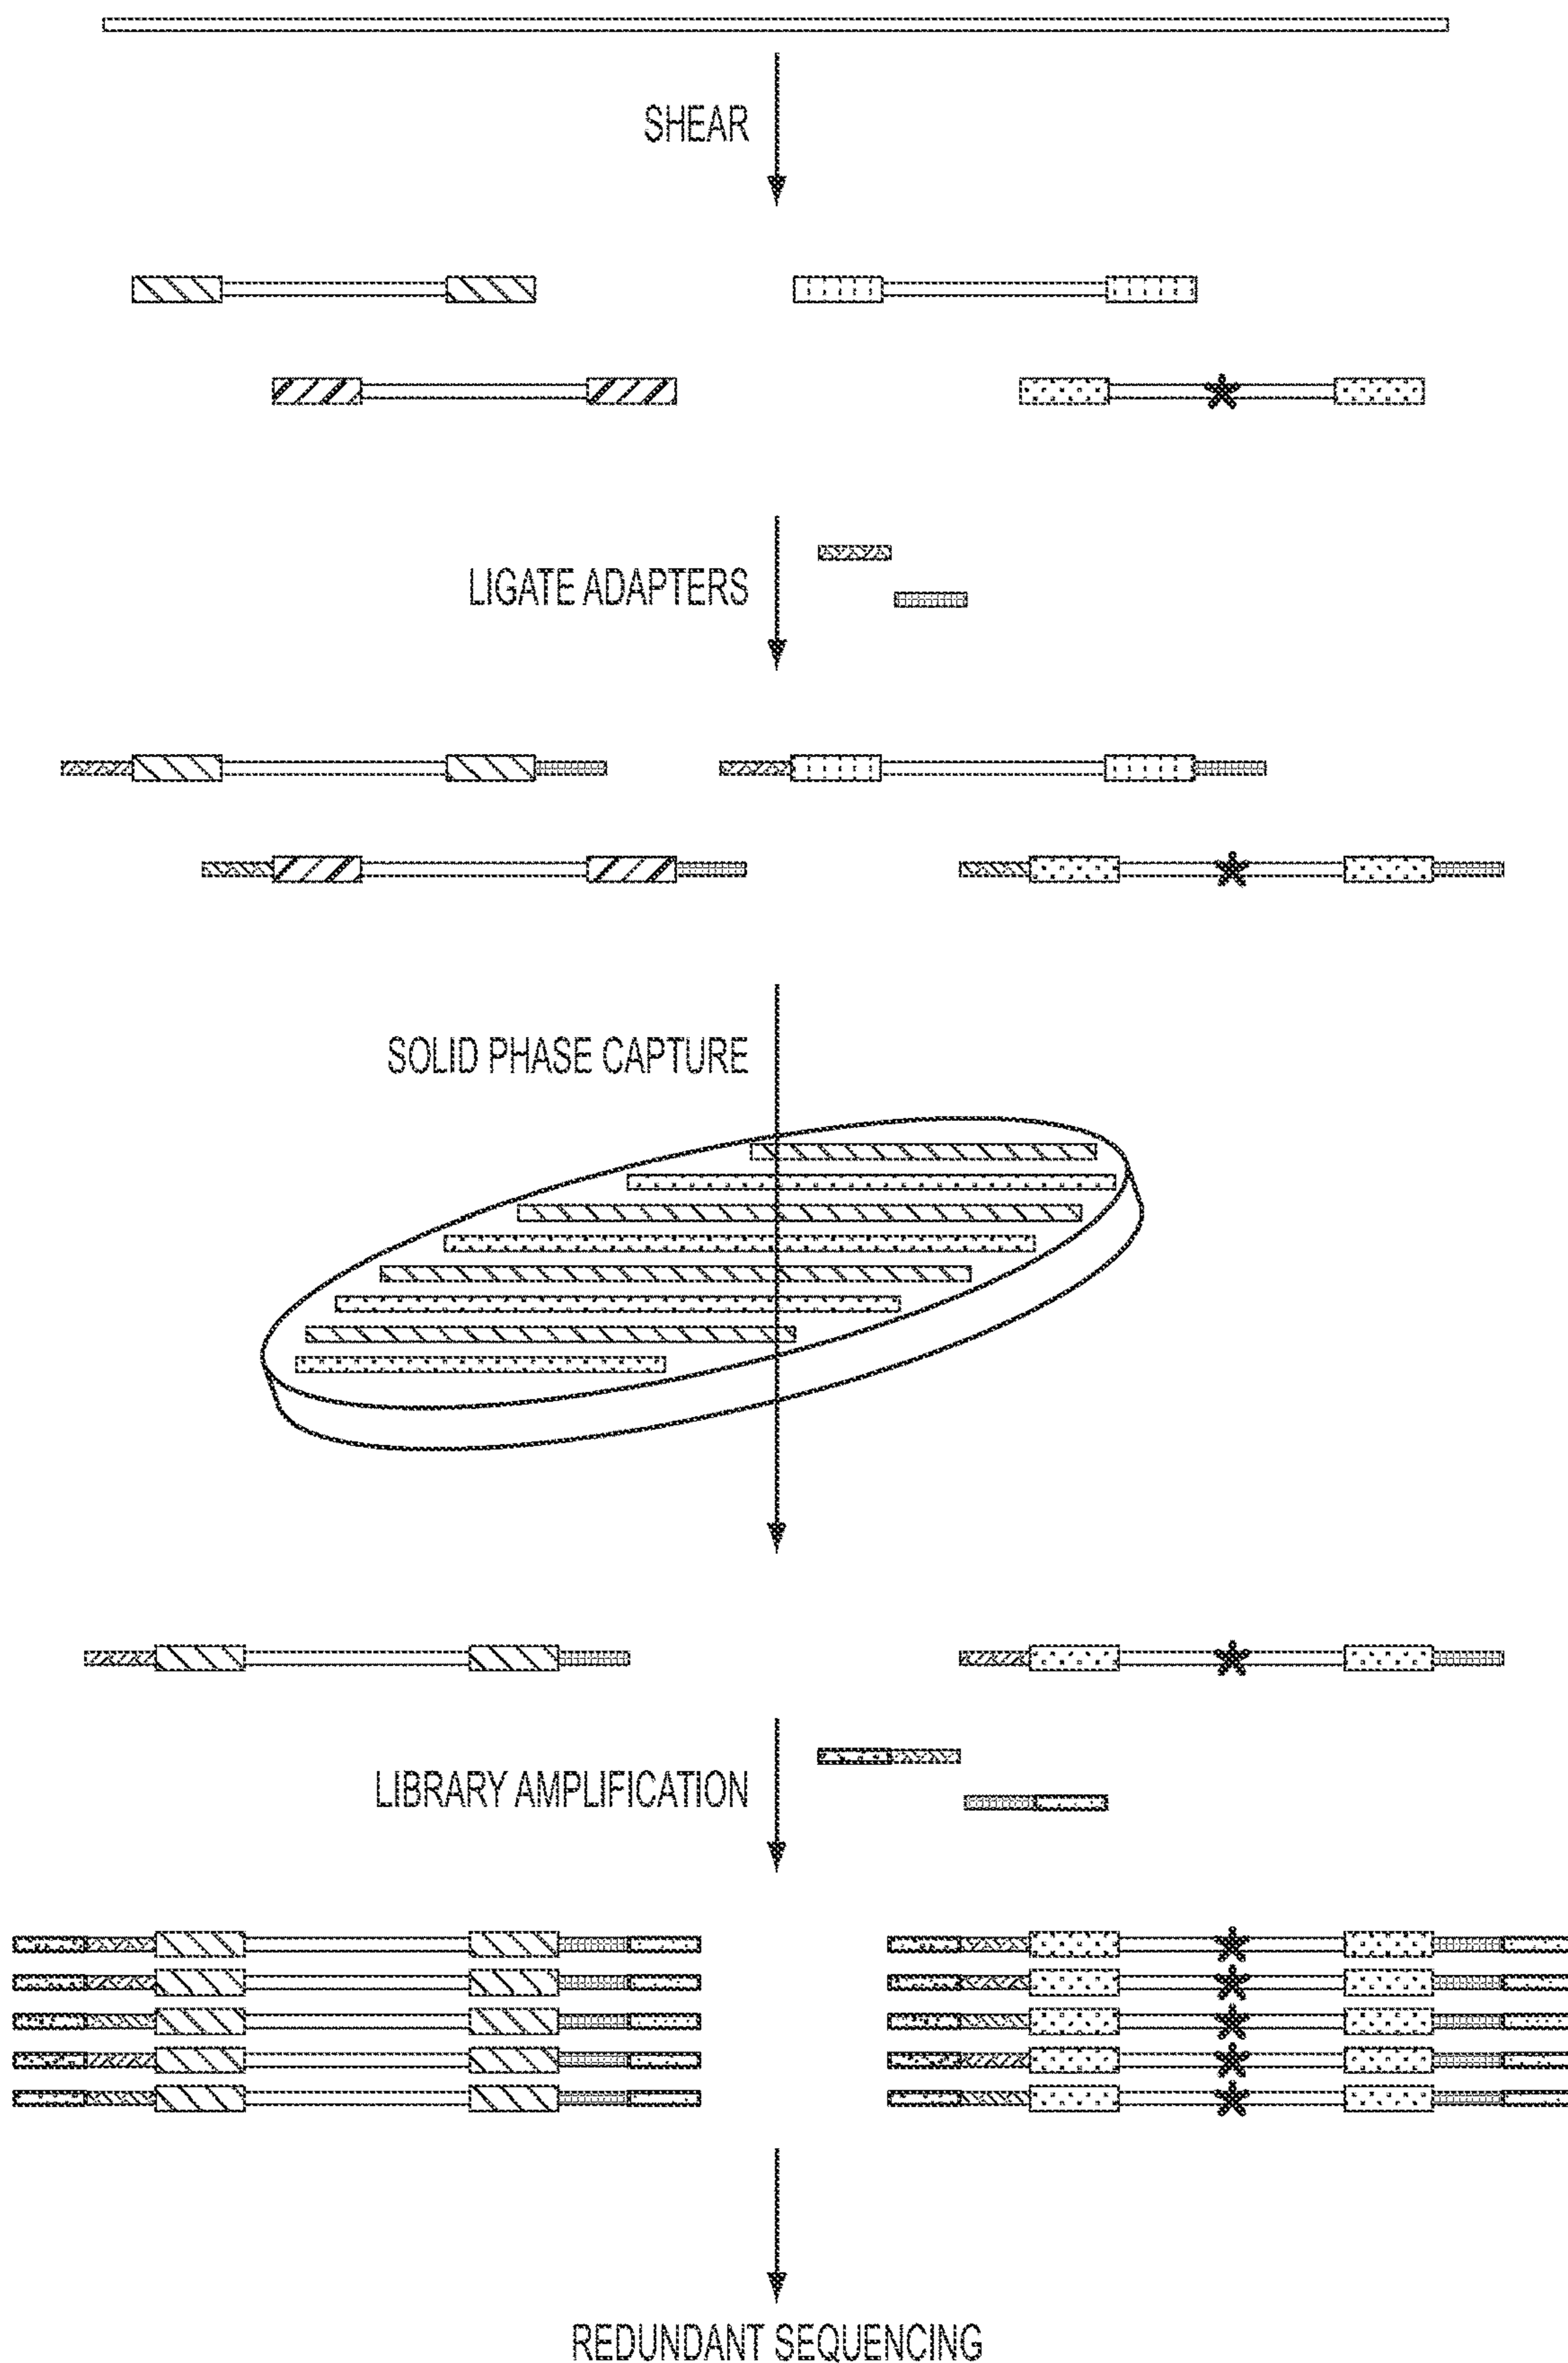 SHEAR
LIGATE ADAPTERS
SOLID PHASE CAPTURE
LIBRARY AMPLIFICATION
REDUNDANT SEQUENCING